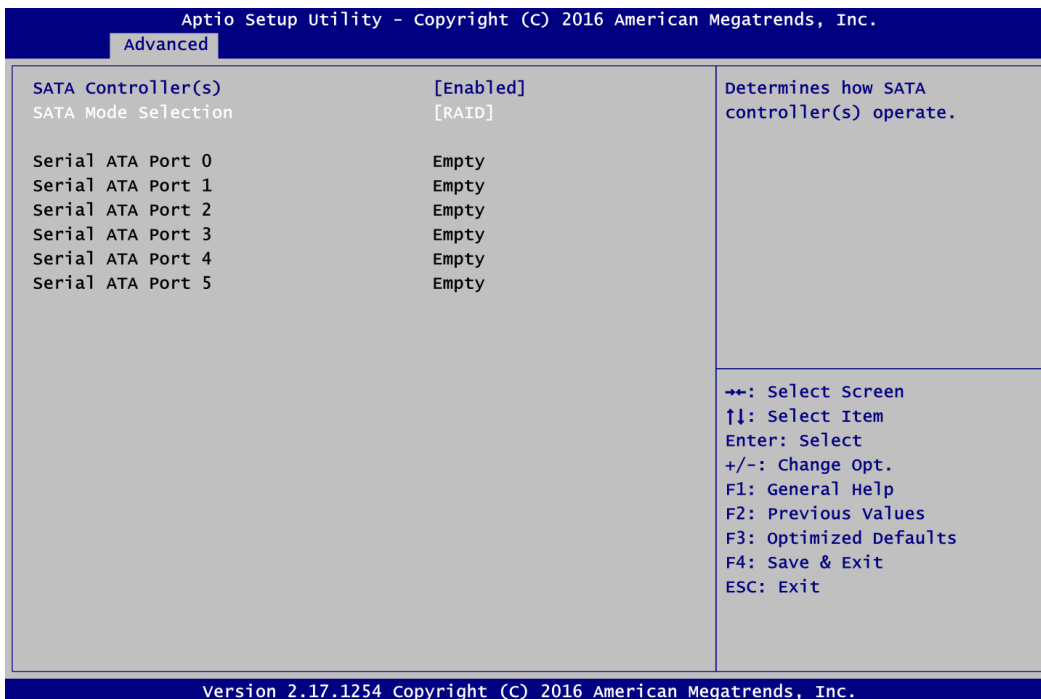 Aptio Setup Utility - Copyright (C) 2016 American Megatrends, Inc.
Advanced
SATA Controller(s) [Enabled]
SATA Mode Selection [RAID]
Serial ATA Port 0 Empty
Serial ATA Port 1 Empty
Serial ATA Port 2 Empty
Serial ATA Port 3 Empty
Serial ATA Port 4 Empty
Serial ATA Port 5 Empty
Determines how SATA
controller(s) operate.
→←: Select Screen
↑↓: Select Item
Enter: Select
+/-: Change Opt.
F1: General Help
F2: Previous Values
F3: Optimized Defaults
F4: Save & Exit
ESC: Exit
Version 2.17.1254 Copyright (C) 2016 American Megatrends, Inc.